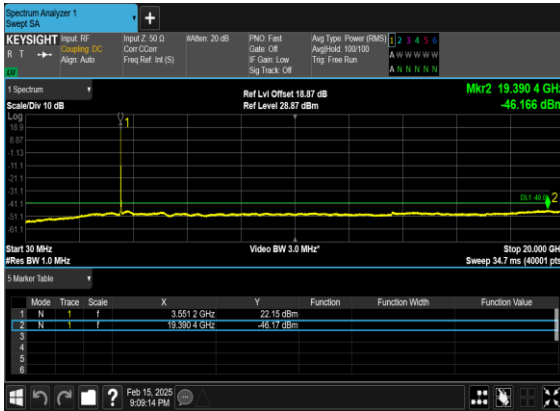 Spectrum Analyzer 1
Swept SA
+
KEYSIGHT
R T
Input: RF
Coupling: DC
Align: Auto
Input Z: 50 Ω
Corr CCorr
Freq Ref: Int (S)
#Atten: 20 dB
PNO: Fast
Gate: Off
IF Gain: Low
Sig Track: Off
Avg Type: Power (RMS)
Avg|Hold: 100/100
Trig: Free Run
1 2 3 4 5 6
A W W W W W
A N N N N N
1 Spectrum
Scale/Div 10 dB
Ref Lvl Offset 18.87 dB
Ref Level 28.87 dBm
Mkr2 19.390 4 GHz
-46.166 dBm
Log
18.9
8.87
-1.13
-11.1
-21.1
-31.1
-41.1
-51.1
-61.1
1
2
Start 30 MHz
#Res BW 1.0 MHz
Video BW 3.0 MHz*
Stop 20.000 GHz
Sweep 34.7 ms (40001 pts)
5 Marker Table
Mode Trace Scale X Y Function Function Width Function Value
1 N 1 f 3.551 2 GHz 22.15 dBm
2 N 1 f 19.390 4 GHz -46.17 dBm
3
4
5
6
?
Feb 15, 2025
9:09:14 PM